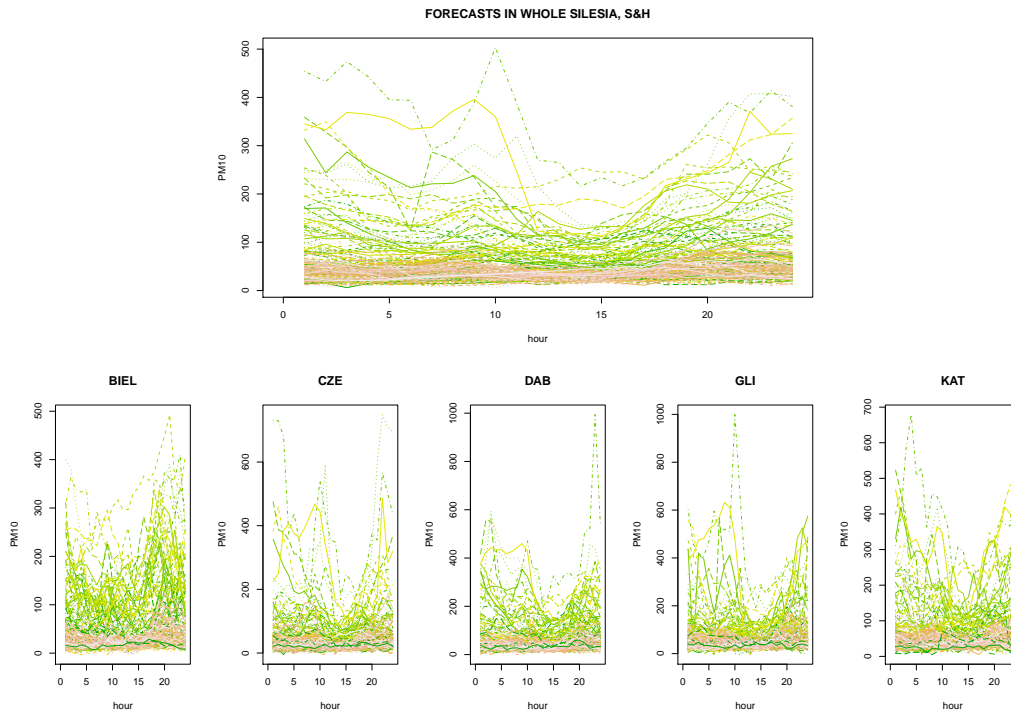 FORECASTS IN WHOLE SILESIA, S&H
PM10
500
400
300
200
100
0
0 5 10 15 20
hour
BIEL CZE DAB GLI KAT
PM10
500
400
300
200
100
0
0 5 10 15 20
hour
PM10
600
400
200
0
0 5 10 15 20
hour
PM10
1000
800
600
400
200
0
0 5 10 15 20
hour
PM10
1000
800
600
400
200
0
0 5 10 15 20
hour
PM10
700
600
500
400
300
200
100
0
0 5 10 15 20
hour